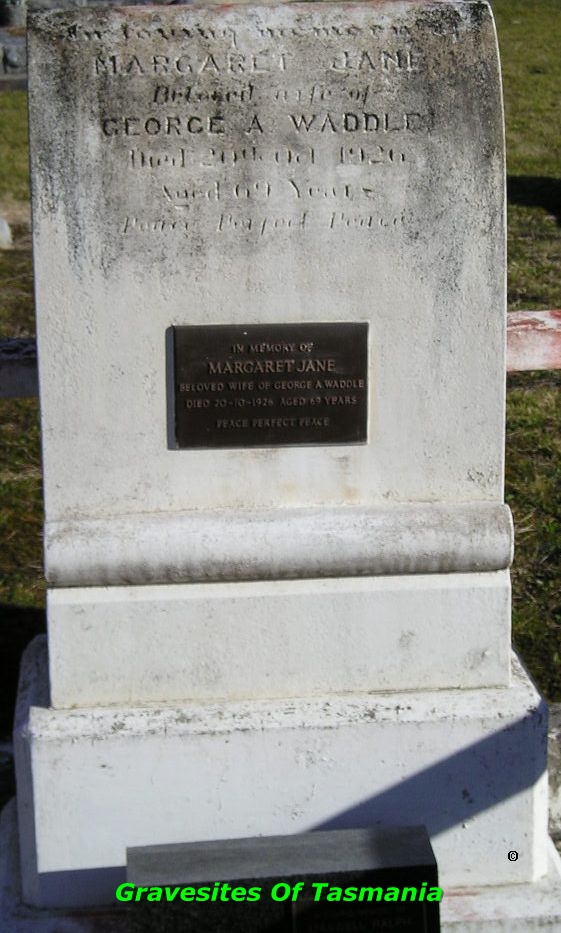 In loving memory of
MARGARET JANE
Beloved wife of
GEORGE A WADDLE
Died 20th Oct 1926
Aged 69 Years
Peace Perfect Peace
IN MEMORY OF
MARGARET JANE
BELOVED WIFE OF GEORGE A. WADDLE
DIED 20-10-1926 AGED 69 YEARS
PEACE PERFECT PEACE
©
Gravesites Of Tasmania